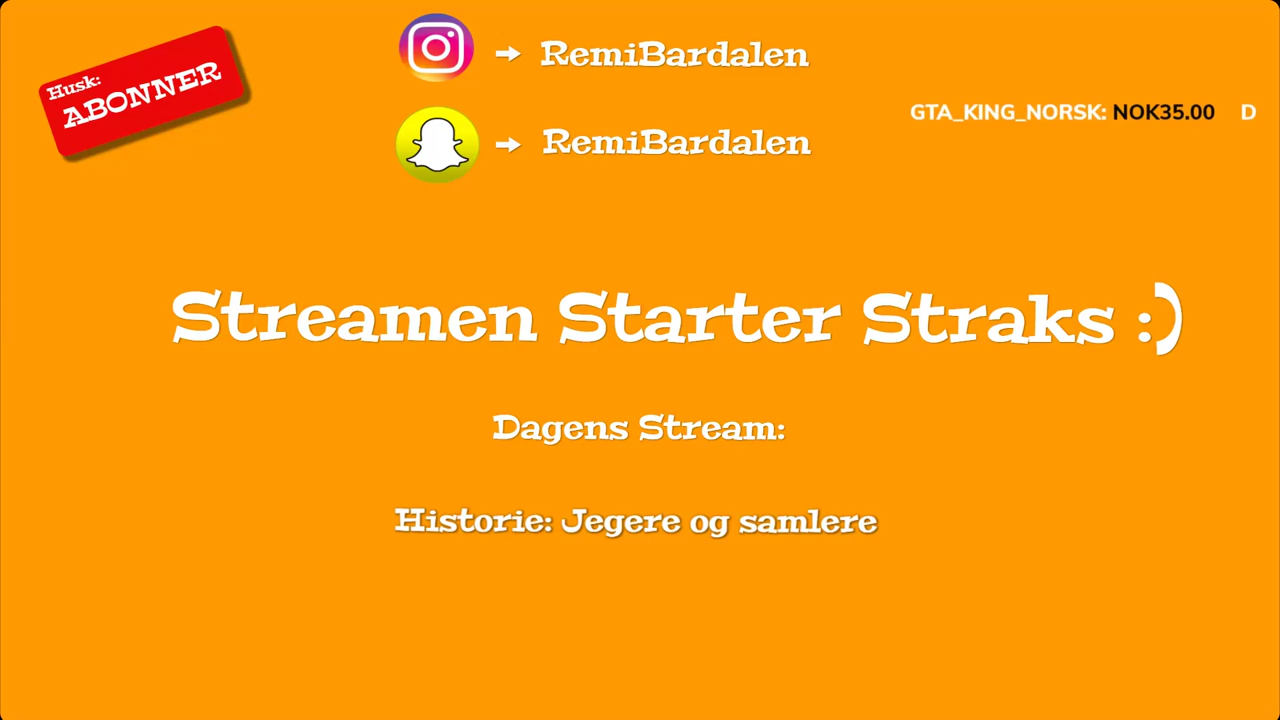 Husk:
ABONNER
RemiBardalen
RemiBardalen
GTA_KING_NORSK: NOK35.00 D
Streamen Starter Straks :)
Dagens Stream:
Historie: Jegere og samlere